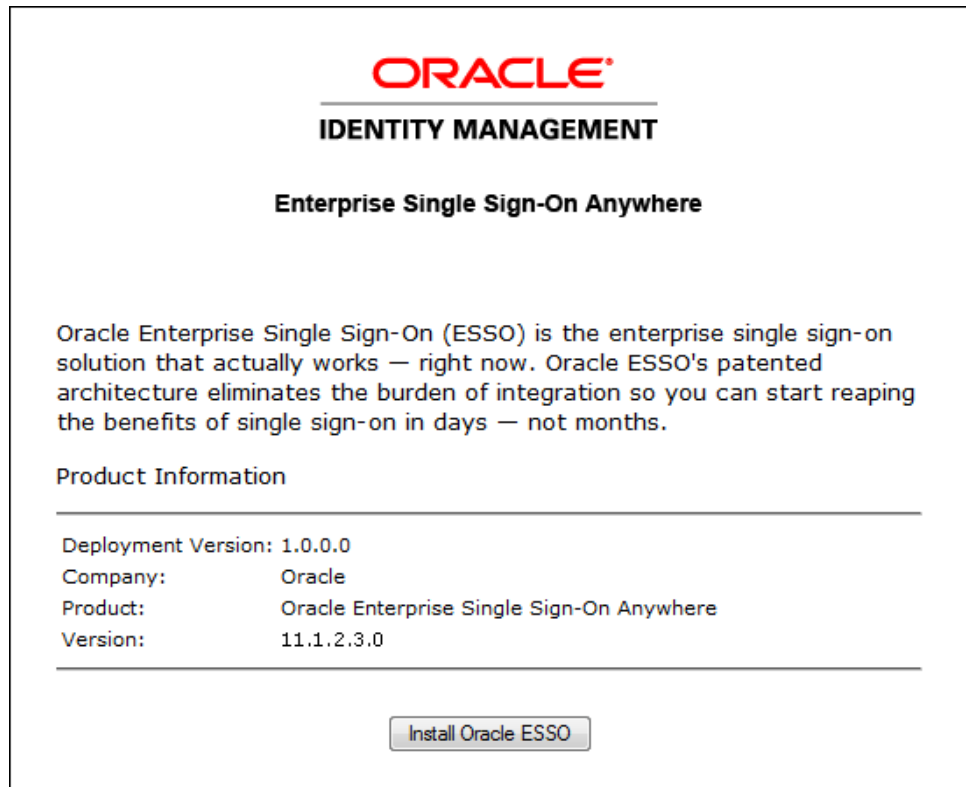 ORACLE®
IDENTITY MANAGEMENT
Enterprise Single Sign-On Anywhere
Oracle Enterprise Single Sign-On (ESSO) is the enterprise single sign-on
solution that actually works — right now. Oracle ESSO's patented
architecture eliminates the burden of integration so you can start reaping
the benefits of single sign-on in days — not months.
Product Information
Deployment Version: 1.0.0.0
Company: Oracle
Product: Oracle Enterprise Single Sign-On Anywhere
Version: 11.1.2.3.0
Install Oracle ESSO